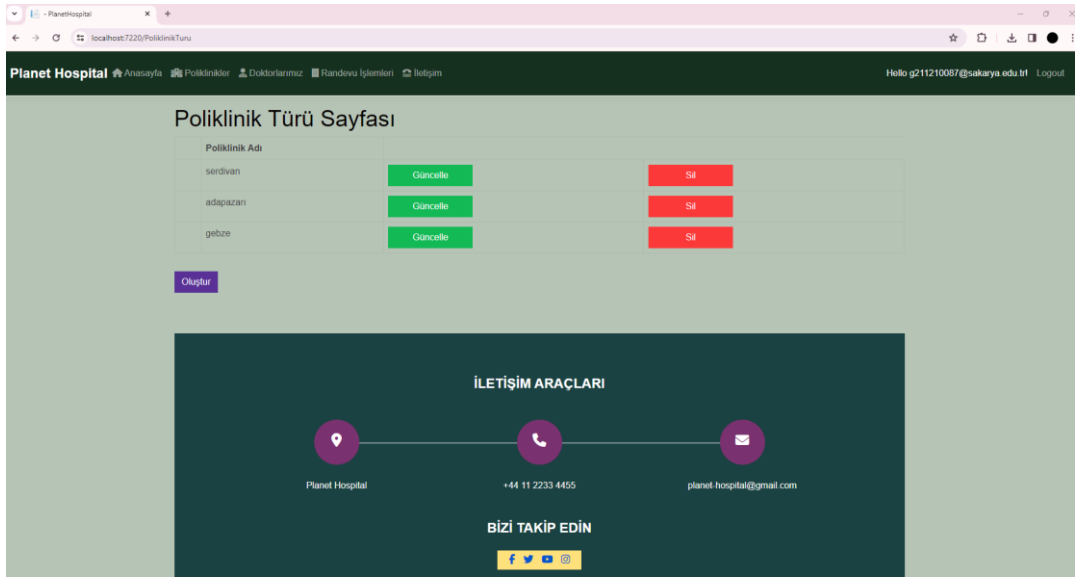 - PlanetHospital
localhost:7220/PoliklinikTuru
Planet Hospital Anasayfa Poliklinikler Doktorlarımız Randevu İşlemleri İletişim Hello g211210087@sakarya.edu.tr! Logout
Poliklinik Türü Sayfası
Poliklinik Adı
serdivan Güncelle Sil
adapazarı Güncelle Sil
gebze Güncelle Sil
Oluştur
İLETİŞİM ARAÇLARI
Planet Hospital +44 11 2233 4455 planet-hospital@gmail.com
BİZİ TAKİP EDİN